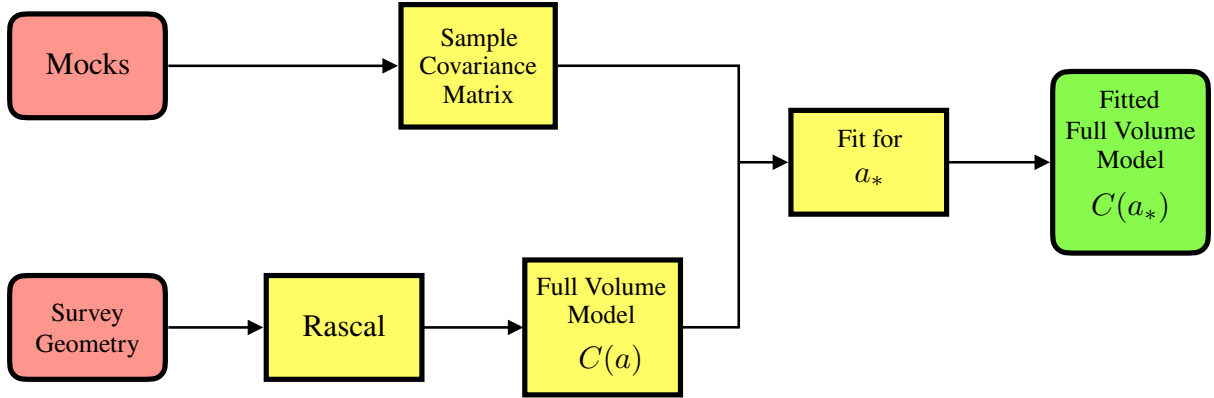 Mocks
Sample
Covariance
Matrix
Fit for
$a_*$
Fitted
Full Volume
Model
$C(a_*)$
Survey
Geometry
Rascal
Full Volume
Model
$C(a)$